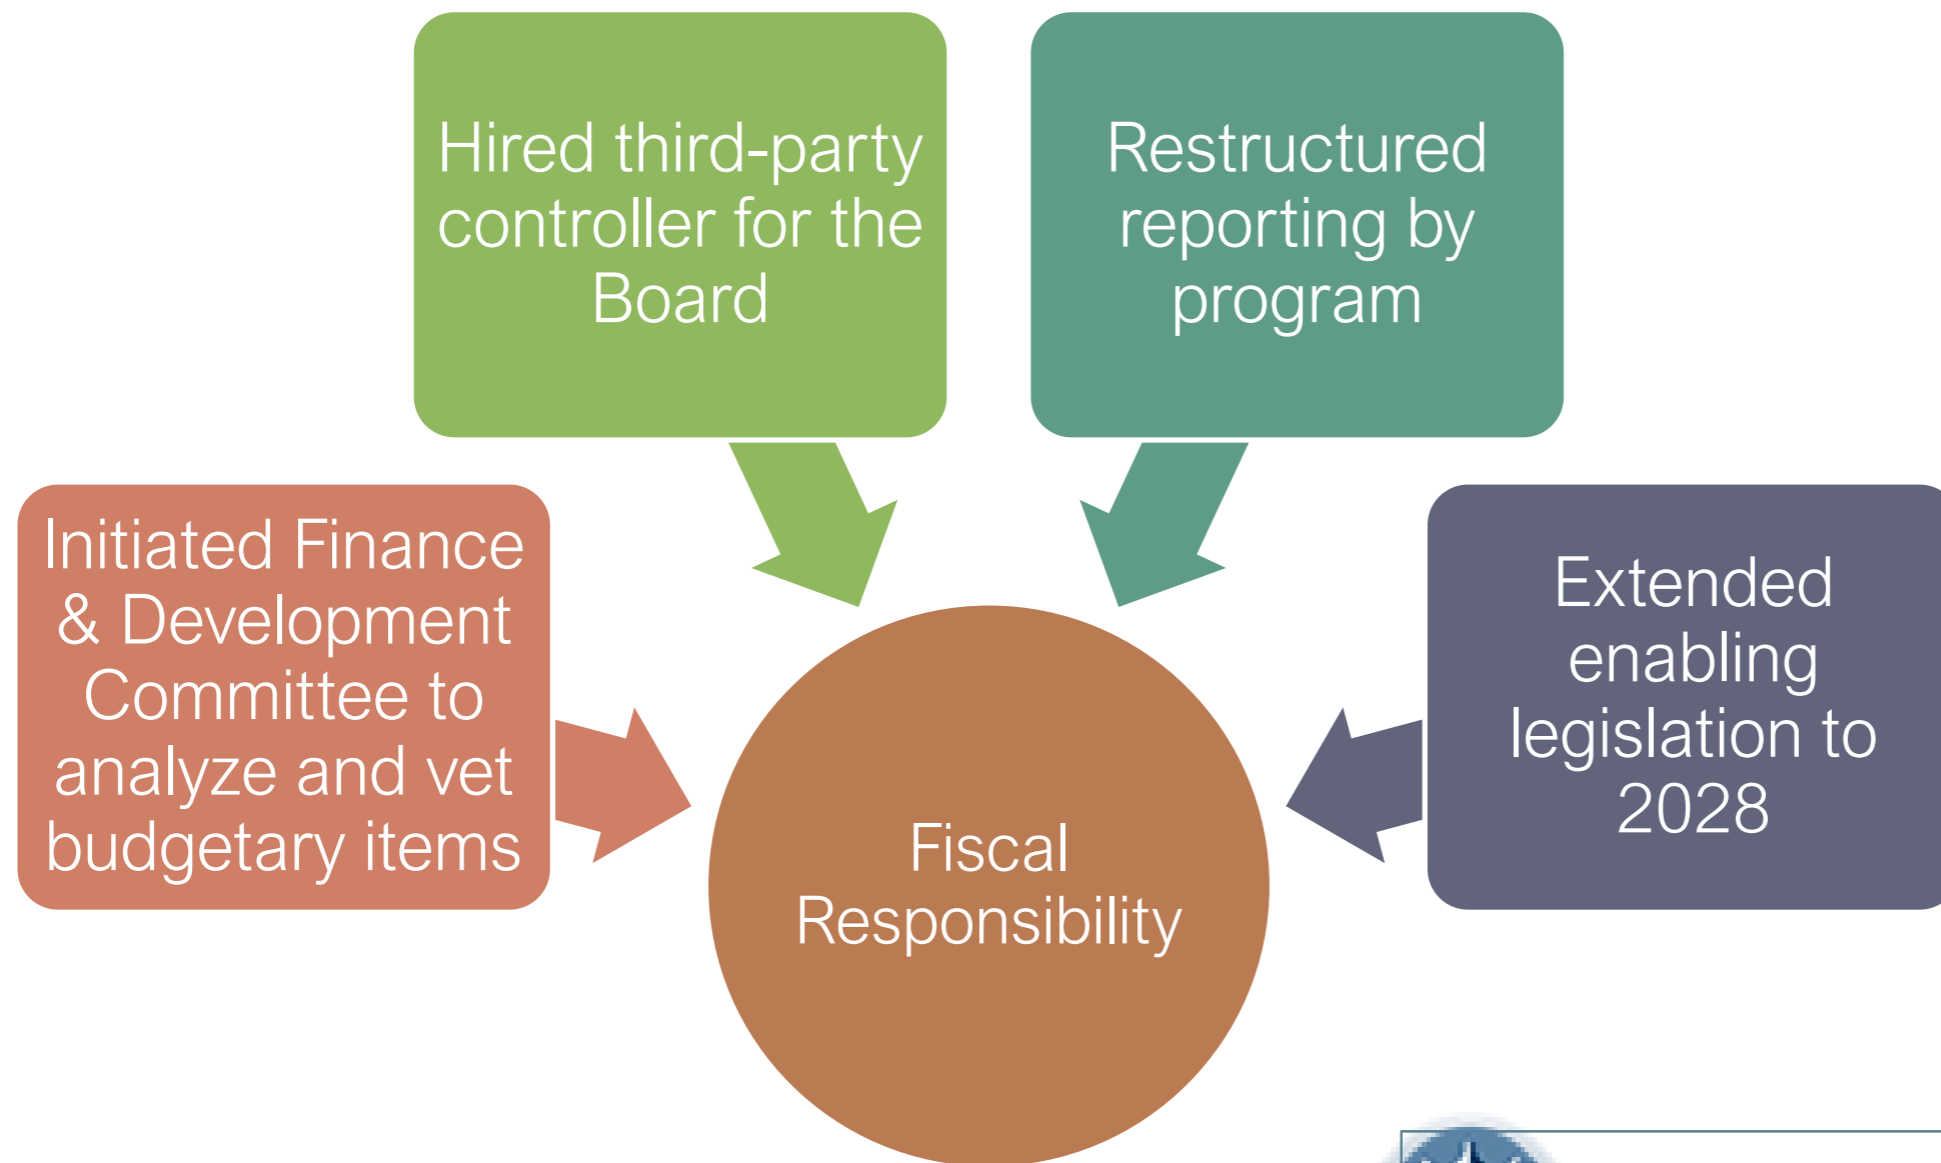 Hired third-party
controller for the
Board
Restructured
reporting by
program
Initiated Finance
& Development
Committee to
analyze and vet
budgetary items
Extended
enabling
legislation to
2028
Fiscal
Responsibility